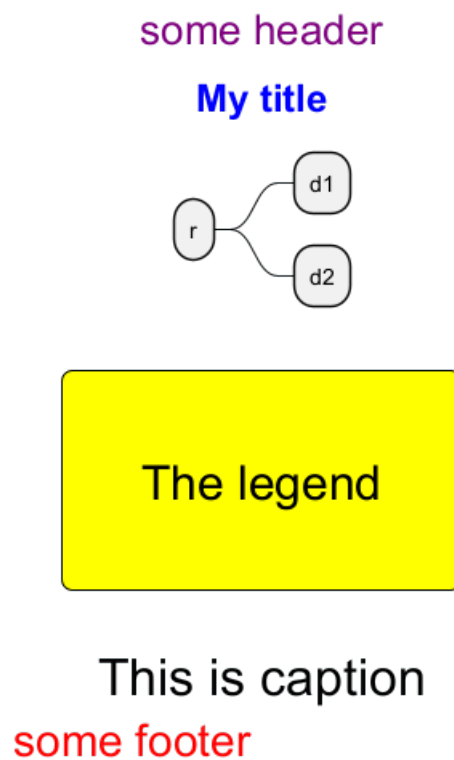 some header
My title
r
d1
d2
The legend
This is caption
some footer